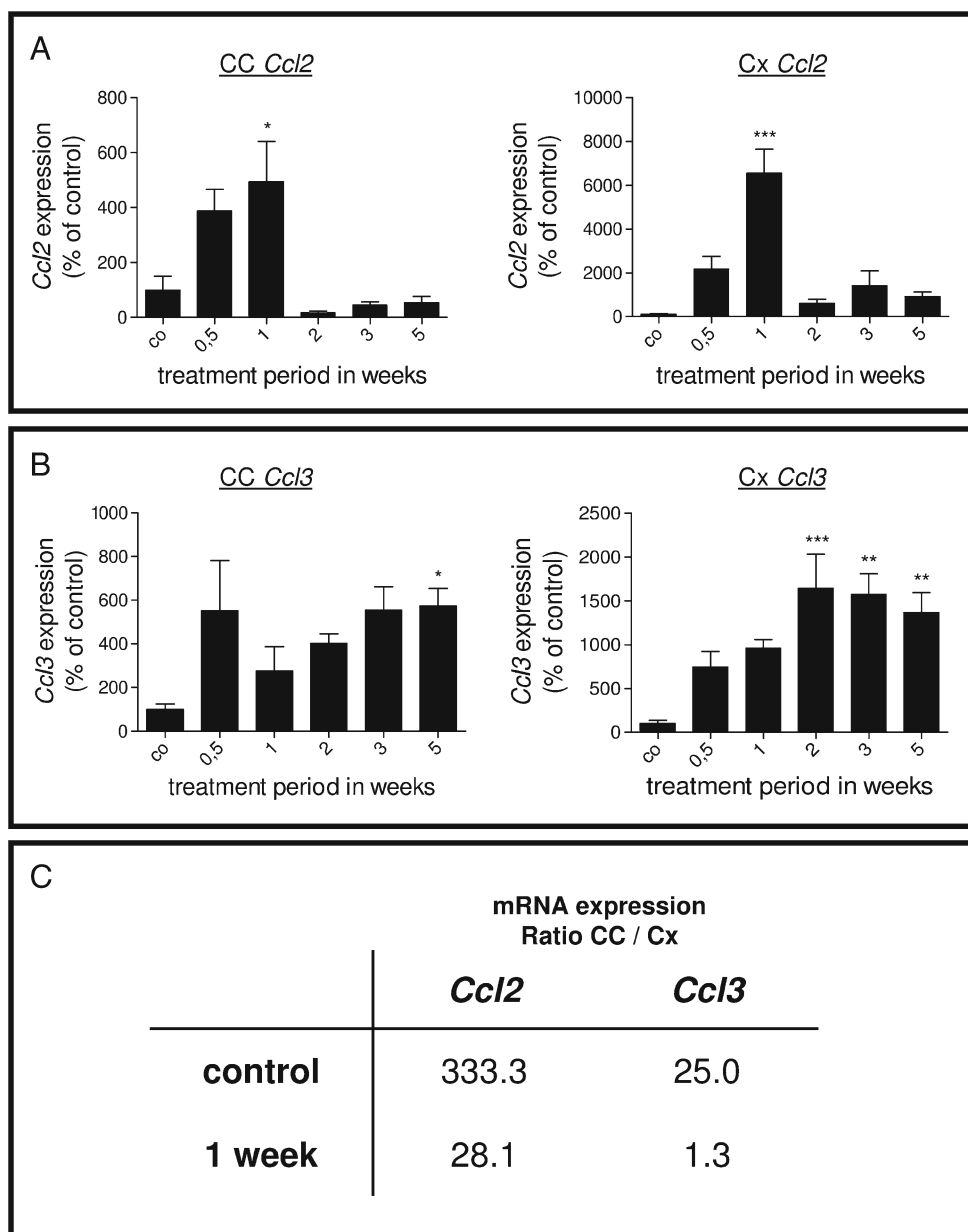 A
CC Ccl2
Ccl2 expression
(% of control)
800
600
400
200
0
*
co
0,5
1
2
3
5
treatment period in weeks
Cx Ccl2
Ccl2 expression
(% of control)
10000
8000
6000
4000
2000
0
***
co
0,5
1
2
3
5
treatment period in weeks
B
CC Ccl3
Ccl3 expression
(% of control)
1000
800
600
400
200
0
*
co
0,5
1
2
3
5
treatment period in weeks
Cx Ccl3
Ccl3 expression
(% of control)
2500
2000
1500
1000
500
0
***
**
**
co
0,5
1
2
3
5
treatment period in weeks
C
mRNA expression
Ratio CC / Cx
Ccl2 Ccl3
control 333.3 25.0
1 week 28.1 1.3